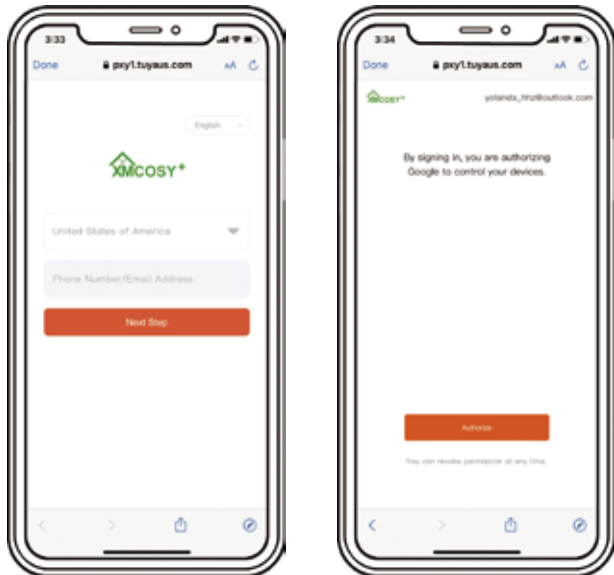 3:33
Done pxy1.tuyaus.com AA
English
XMCOSY+
United States of America
Phone Number/Email Address
Next Step
3:34
Done pxy1.tuyaus.com AA
XMCOSY+ yolanda_hhz@outlook.com
By signing in, you are authorizing
Google to control your devices.
Authorize
You can revoke permission at any time.